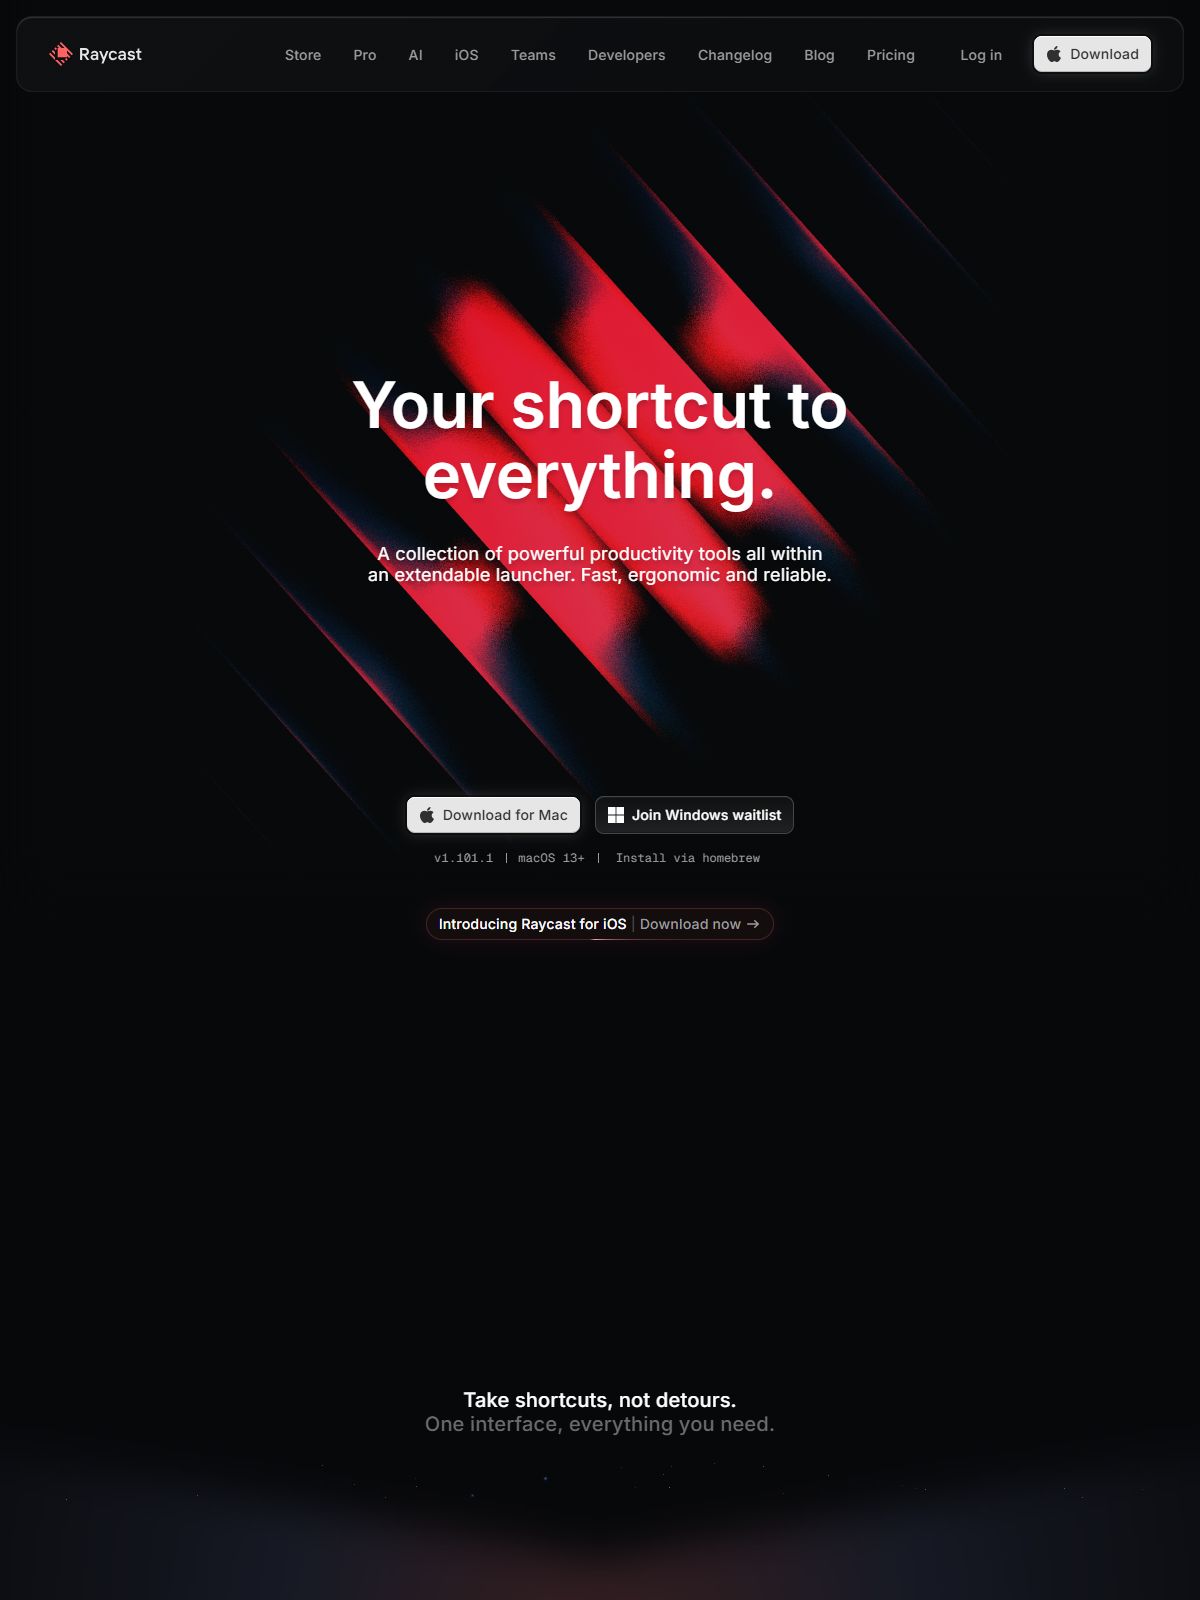 Raycast
Store Pro AI iOS Teams Developers Changelog Blog Pricing Log in Download
Your shortcut to
everything.
A collection of powerful productivity tools all within
an extendable launcher. Fast, ergonomic and reliable.
Download for Mac
Join Windows waitlist
v1.101.1 | macOS 13+ | Install via homebrew
Introducing Raycast for iOS | Download now →
Take shortcuts, not detours.
One interface, everything you need.